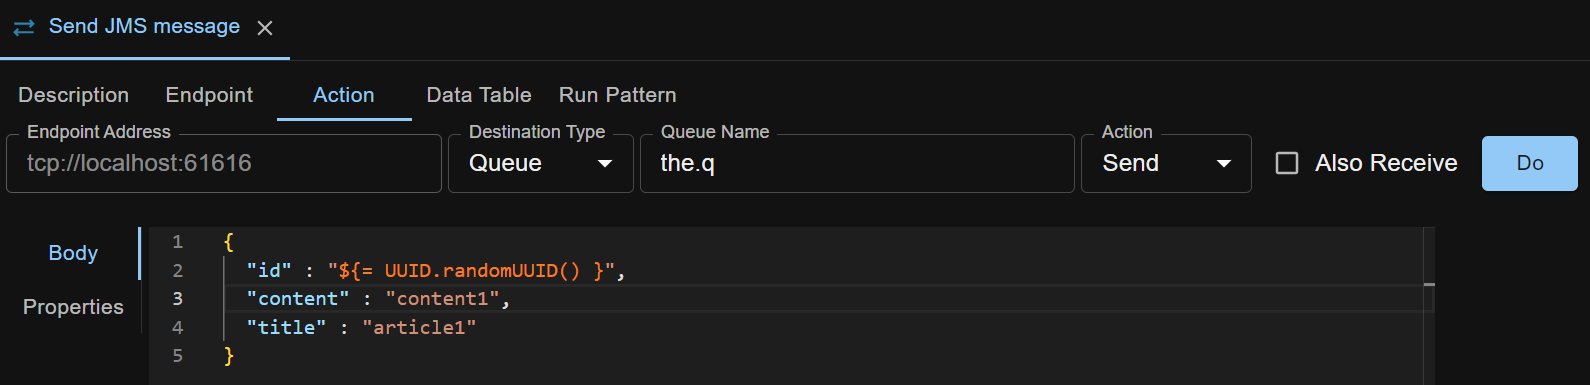 Send JMS message
Description Endpoint Action Data Table Run Pattern
Endpoint Address Destination Type Queue Name Action
tcp://localhost:61616 Queue the.q Send Also Receive Do
Body
Properties
1 {
2 "id" : "${= UUID.randomUUID() }",
3 "content" : "content1",
4 "title" : "article1"
5 }